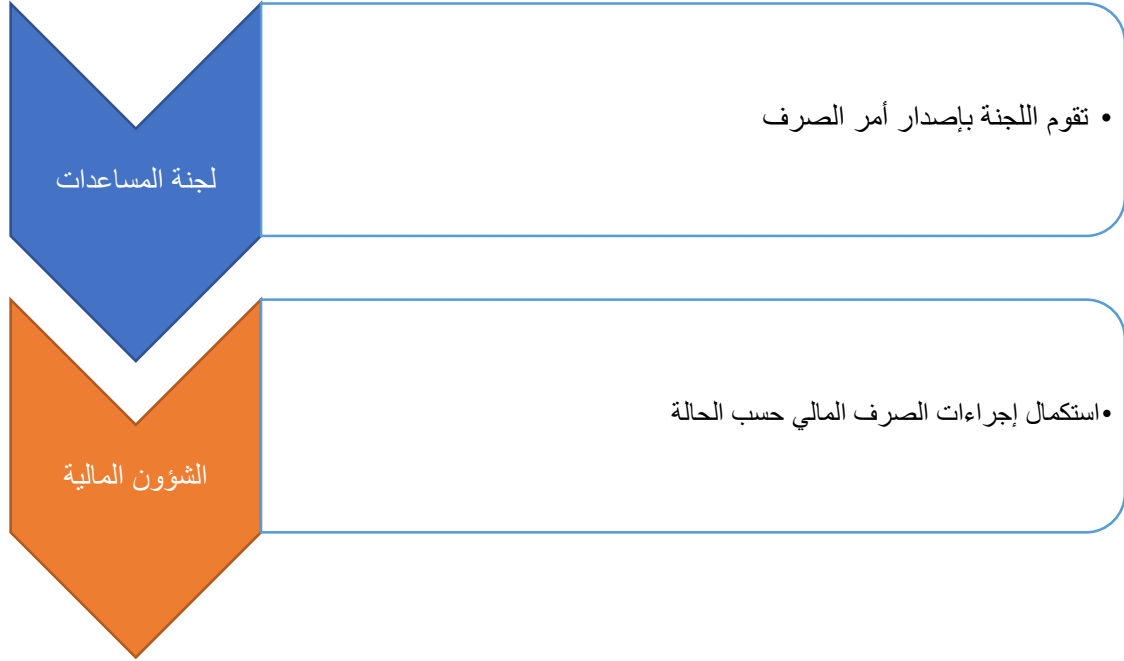 لجنة المساعدات
• تقوم اللجنة بإصدار أمر الصرف
الشؤون المالية
•استكمال إجراءات الصرف المالي حسب الحالة